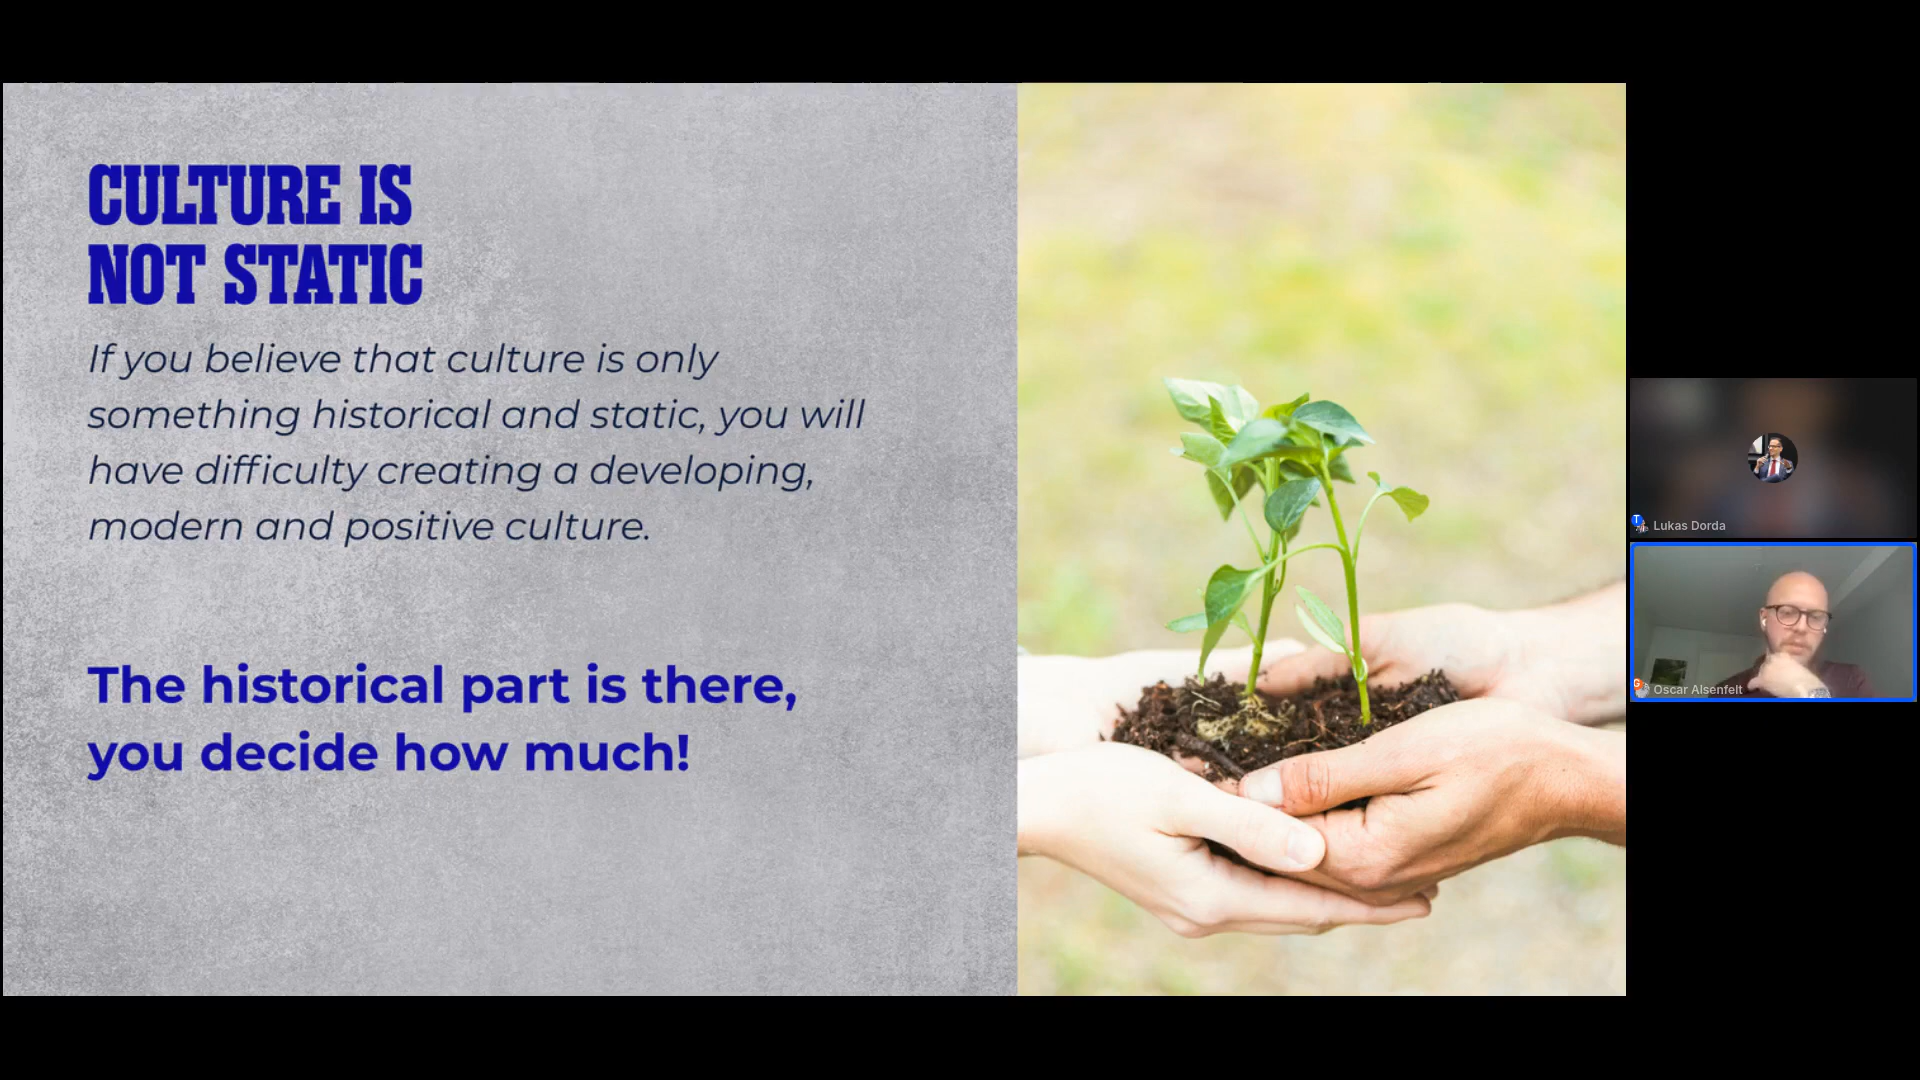 CULTURE IS
NOT STATIC
If you believe that culture is only
something historical and static, you will
have difficulty creating a developing,
modern and positive culture.
The historical part is there,
you decide how much!
Lukas Dorda
Oscar Alsenfelt